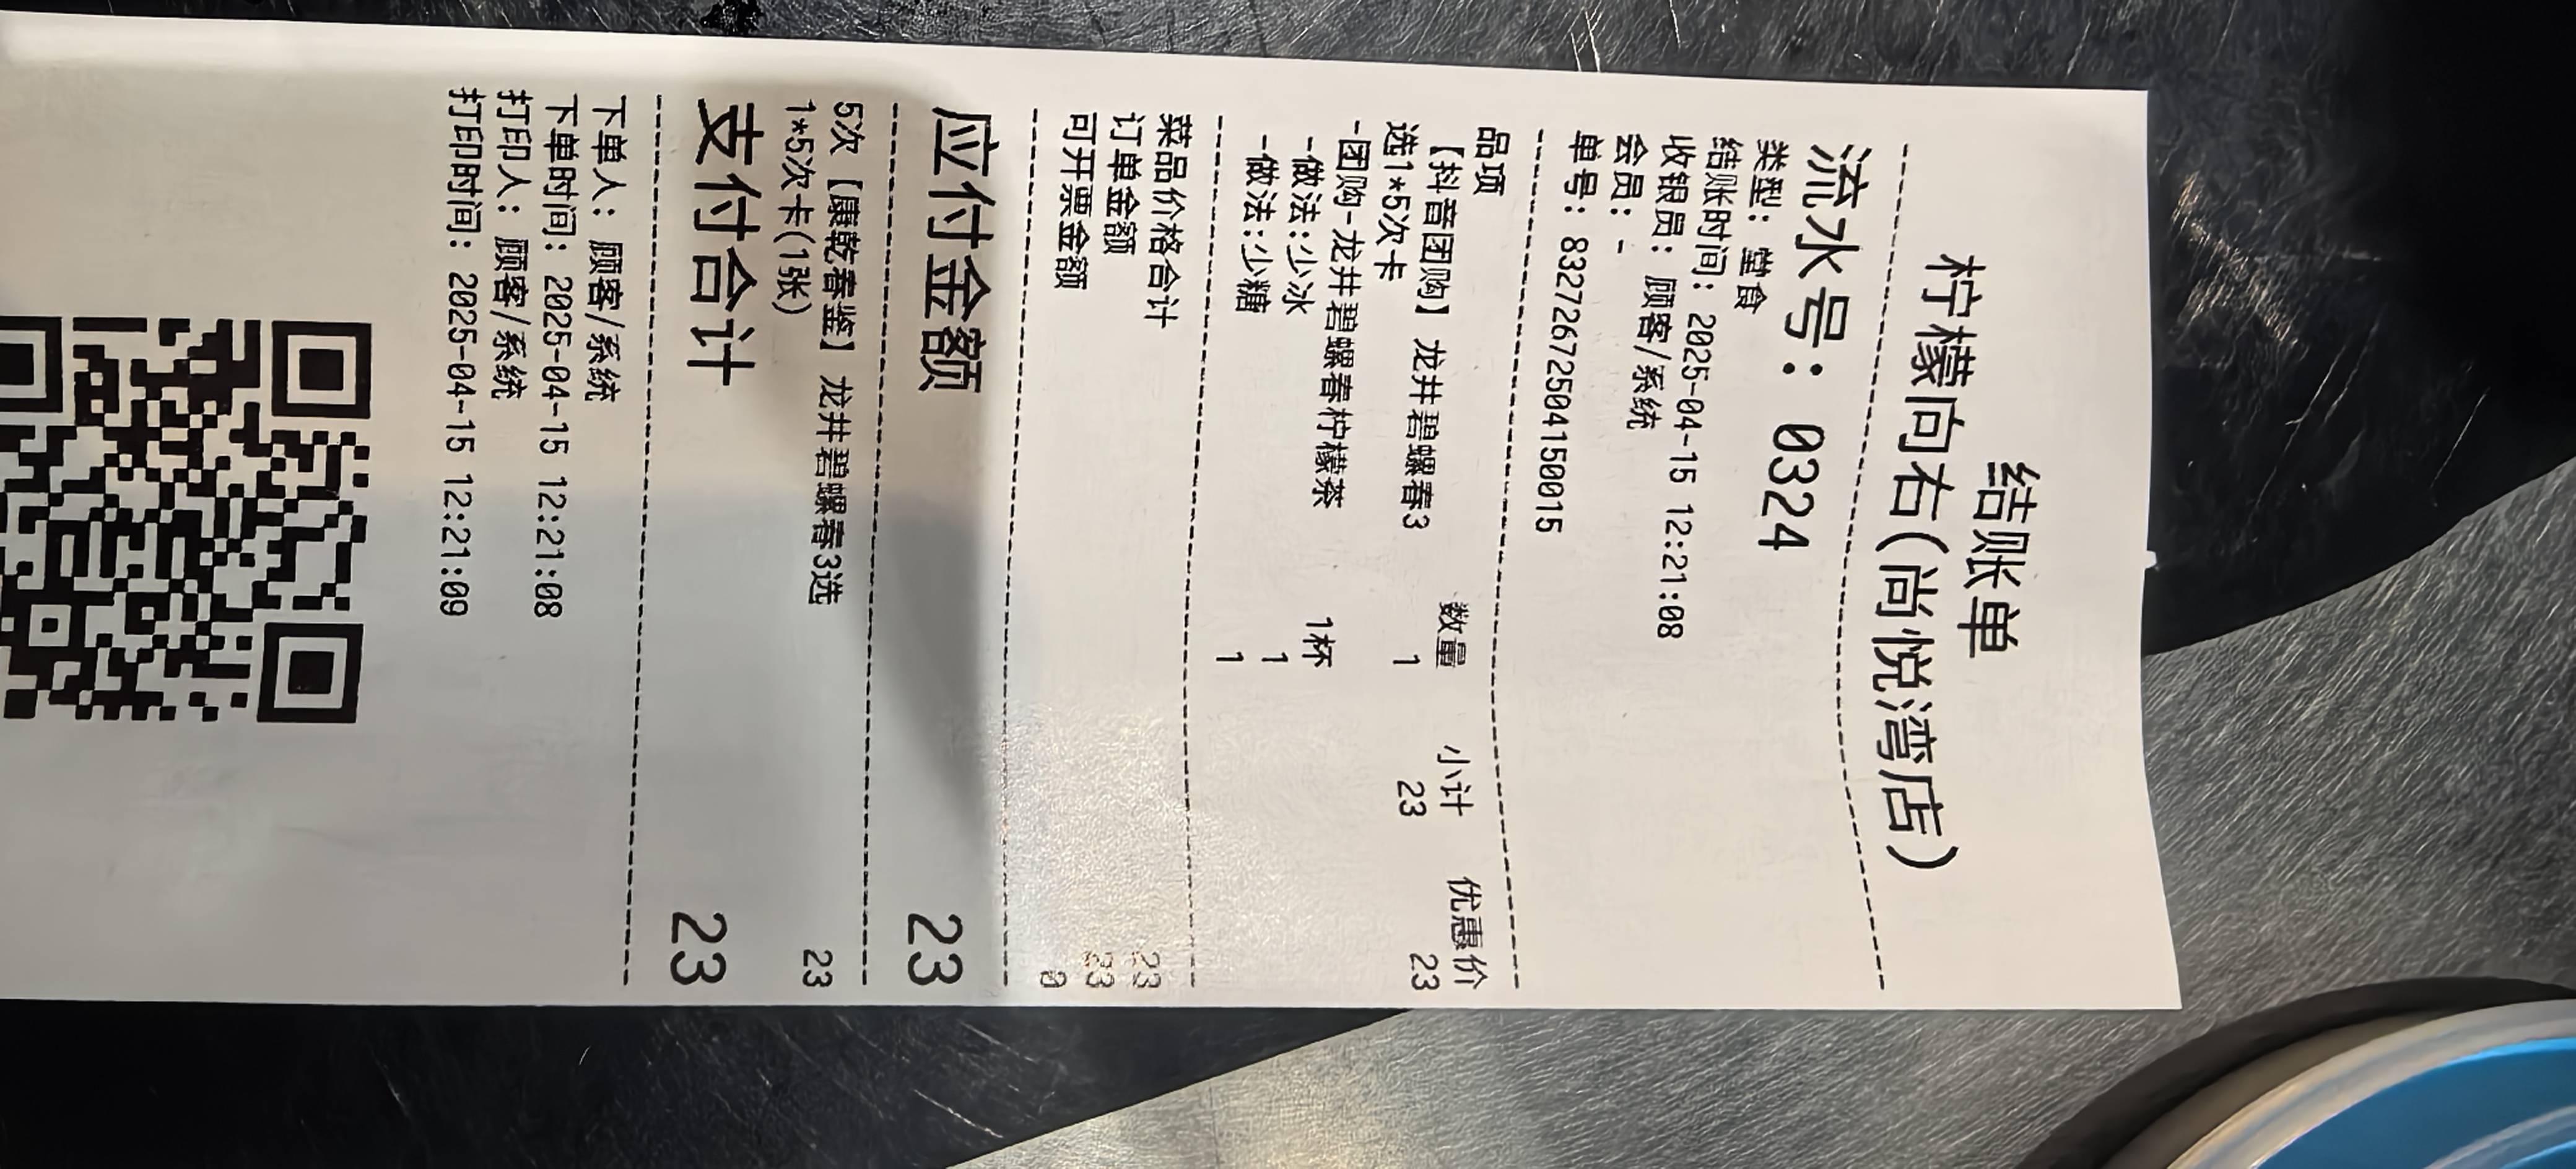 结账单
柠檬向右(尚悦湾店)
流水号: 0324
类型: 堂食
结账时间: 2025-04-15 12:21:08
收银员: 顾客/系统
会员: -
单号: 832726725041500015
品项 数量 小计 优惠价
【抖音团购】龙井碧螺春3 1 23 23
选1*5次卡
-团购-龙井碧螺春柠檬茶 1杯
-做法:少冰 1
-做法:少糖 1
菜品价格合计 23
订单金额 23
可开票金额 0
应付金额 23
5次【康乾春鉴】龙井碧螺春3选 23
1*5次卡(1张)
支付合计 23
下单人: 顾客/系统
下单时间: 2025-04-15 12:21:08
打印人: 顾客/系统
打印时间: 2025-04-15 12:21:09